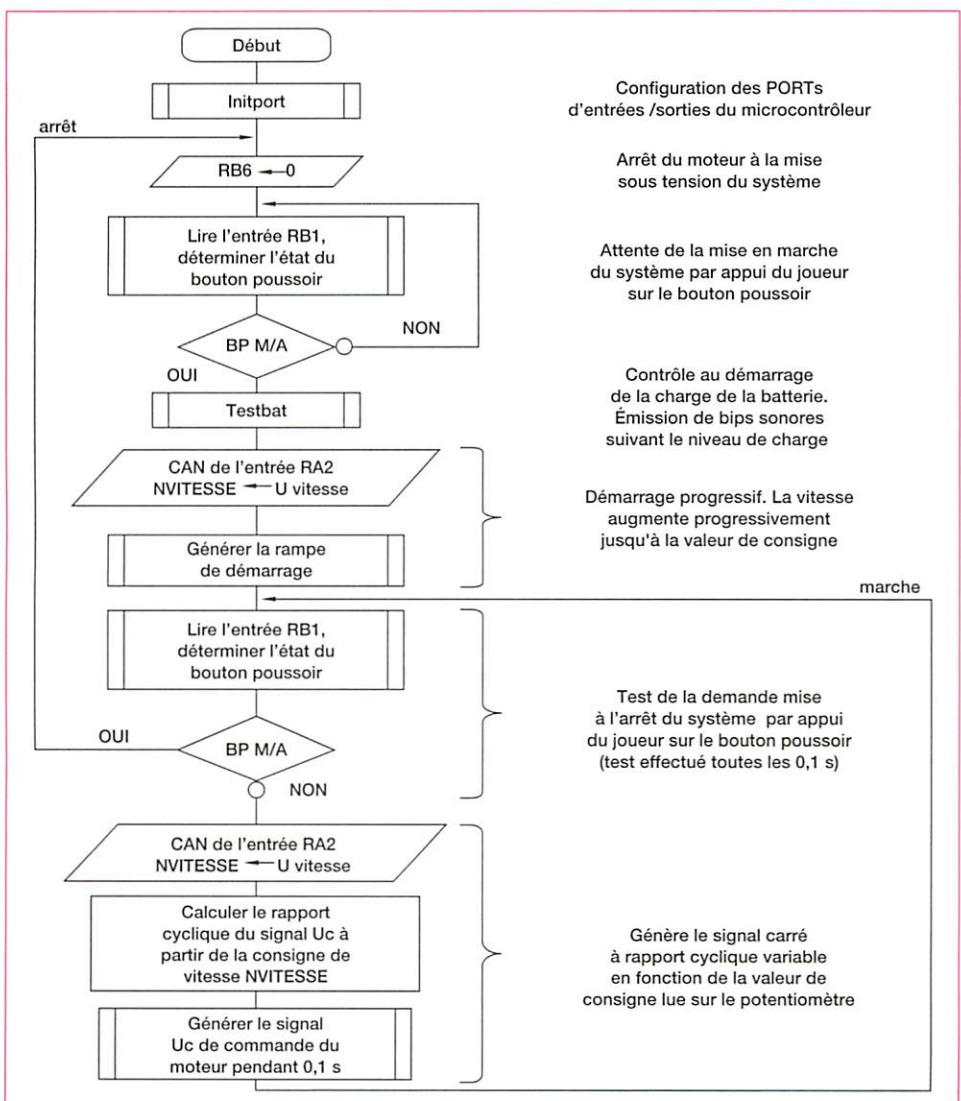 Début
Initport
Configuration des PORTs
d'entrées /sorties du microcontrôleur
arrêt
RB6 ← 0
Arrêt du moteur à la mise
sous tension du système
Lire l'entrée RB1,
déterminer l'état du
bouton poussoir
Attente de la mise en marche
du système par appui du joueur
sur le bouton poussoir
BP M/A
NON
OUI
Testbat
Contrôle au démarrage
de la charge de la batterie.
Émission de bips sonores
suivant le niveau de charge
CAN de l'entrée RA2
NVITESSE ← U vitesse
Générer la rampe
de démarrage
Démarrage progressif. La vitesse
augmente progressivement
jusqu'à la valeur de consigne
marche
Lire l'entrée RB1,
déterminer l'état du
bouton poussoir
OUI
BP M/A
NON
Test de la demande mise
à l'arrêt du système par appui
du joueur sur le bouton poussoir
(test effectué toutes les 0,1 s)
CAN de l'entrée RA2
NVITESSE ← U vitesse
Calculer le rapport
cyclique du signal Uc à
partir de la consigne de
vitesse NVITESSE
Générer le signal
Uc de commande du
moteur pendant 0,1 s
Génère le signal carré
à rapport cyclique variable
en fonction de la valeur de
consigne lue sur le potentiomètre